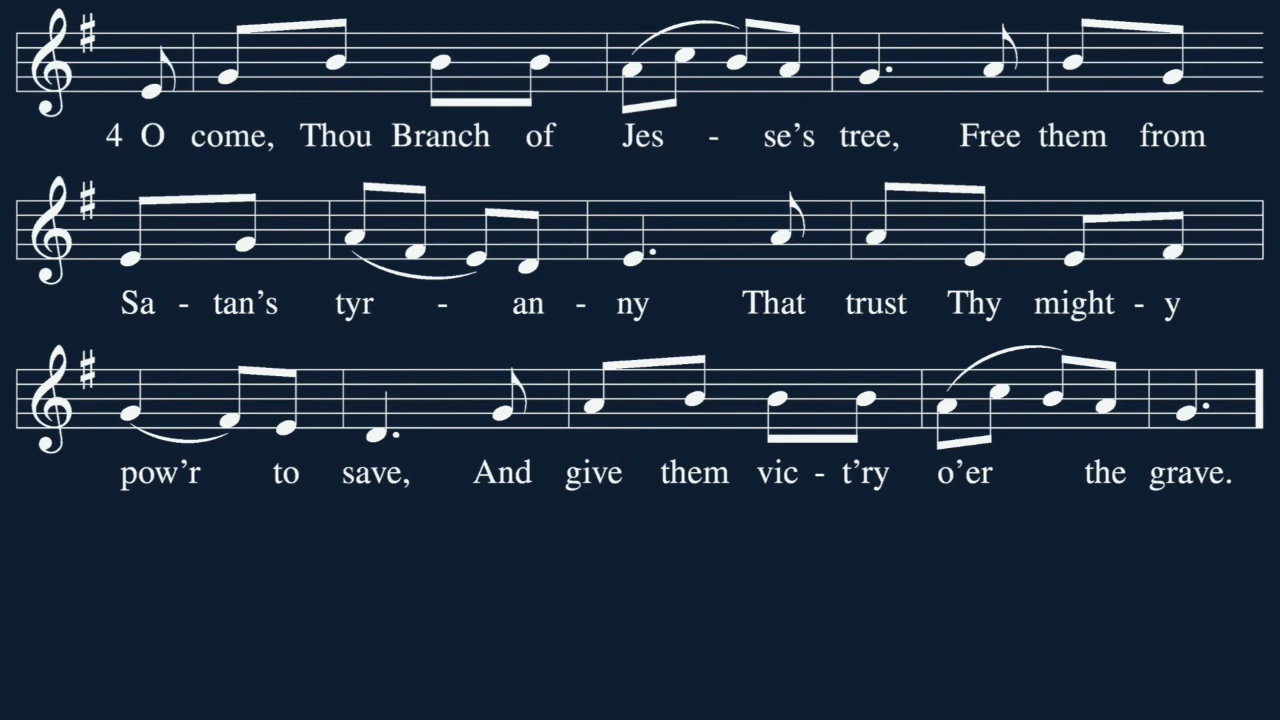 4 O come, Thou Branch of Jes - se’s tree, Free them from
Sa - tan’s tyr - an - ny That trust Thy might - y
pow’r to save, And give them vic - t’ry o’er the grave.